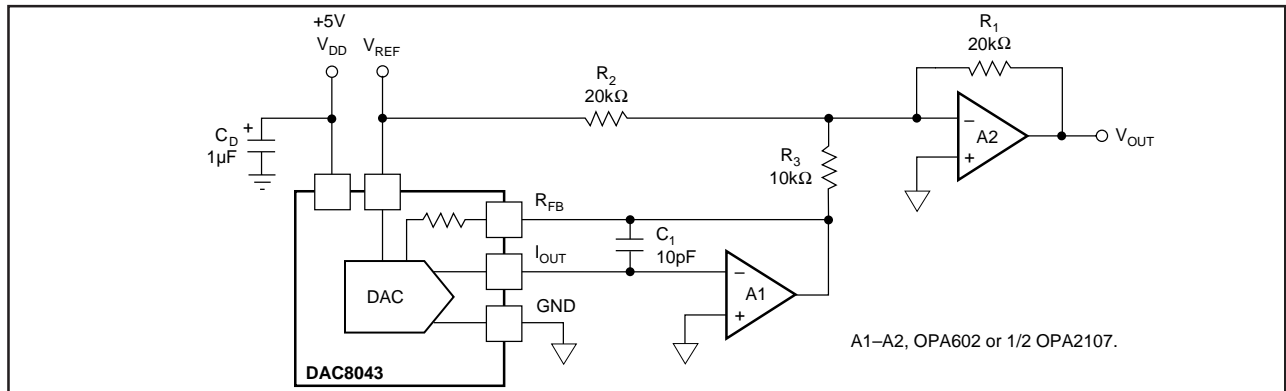 +5V
V_DD
V_REF
R_1
20kΩ
R_2
20kΩ
C_D
+
1µF
−
A2
+
V_OUT
R_3
10kΩ
R_FB
C_1
10pF
I_OUT
DAC
GND
−
A1
+
A1–A2, OPA602 or 1/2 OPA2107.
DAC8043